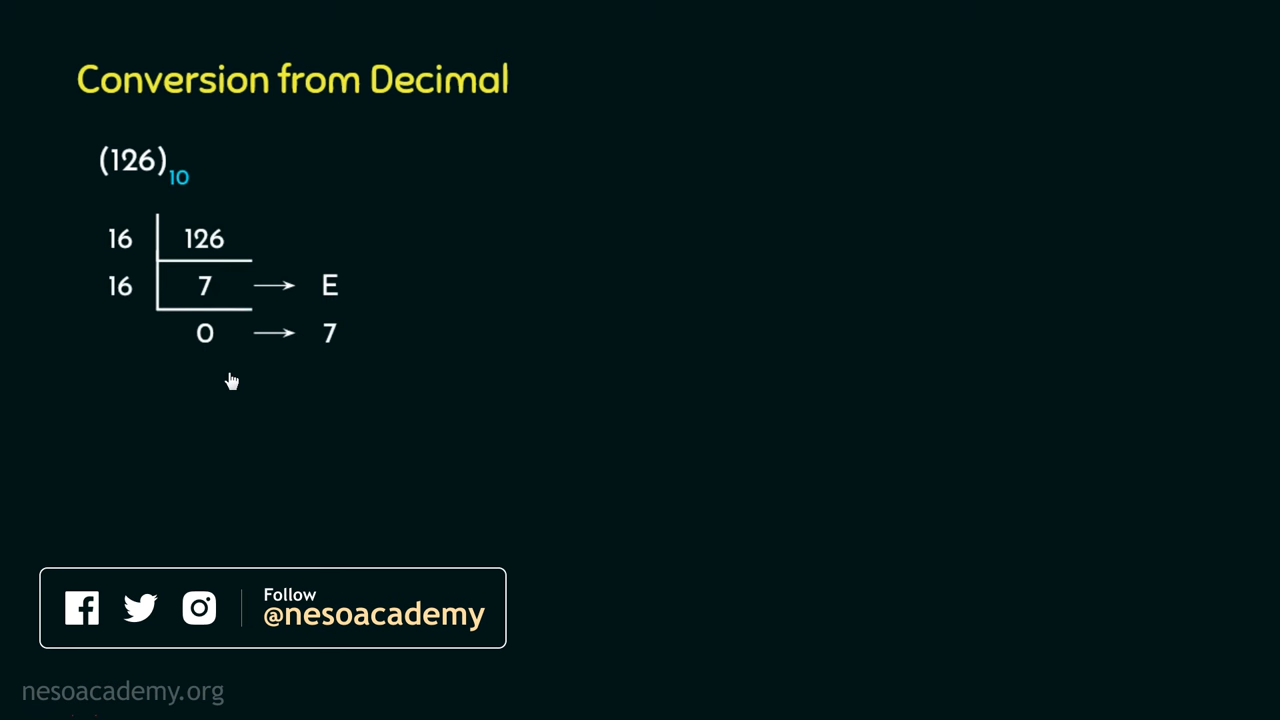 Conversion from Decimal
(126)10
16 126
16 7 → E
0 → 7
Follow
@nesoacademy
nesoacademy.org